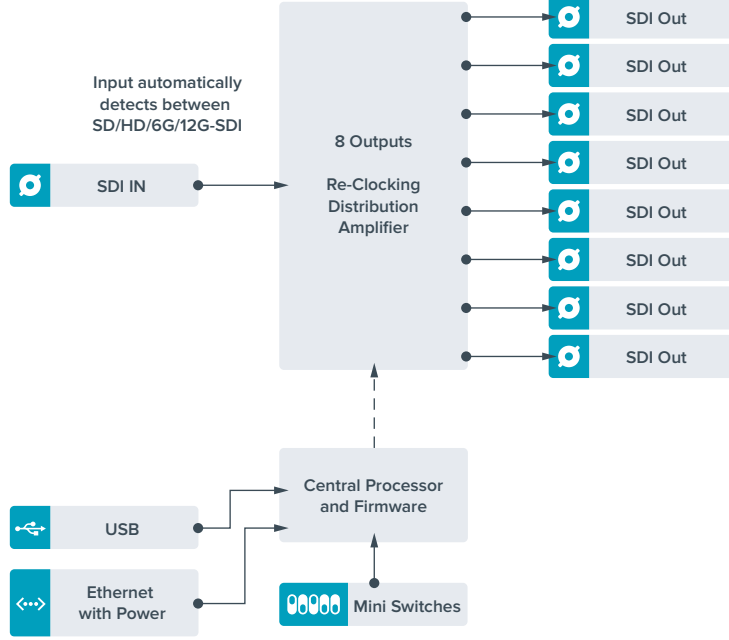 Input automatically
detects between
SD/HD/6G/12G-SDI
SDI IN
8 Outputs
Re-Clocking
Distribution
Amplifier
SDI Out
SDI Out
SDI Out
SDI Out
SDI Out
SDI Out
SDI Out
SDI Out
Central Processor
and Firmware
USB
Ethernet
with Power
Mini Switches